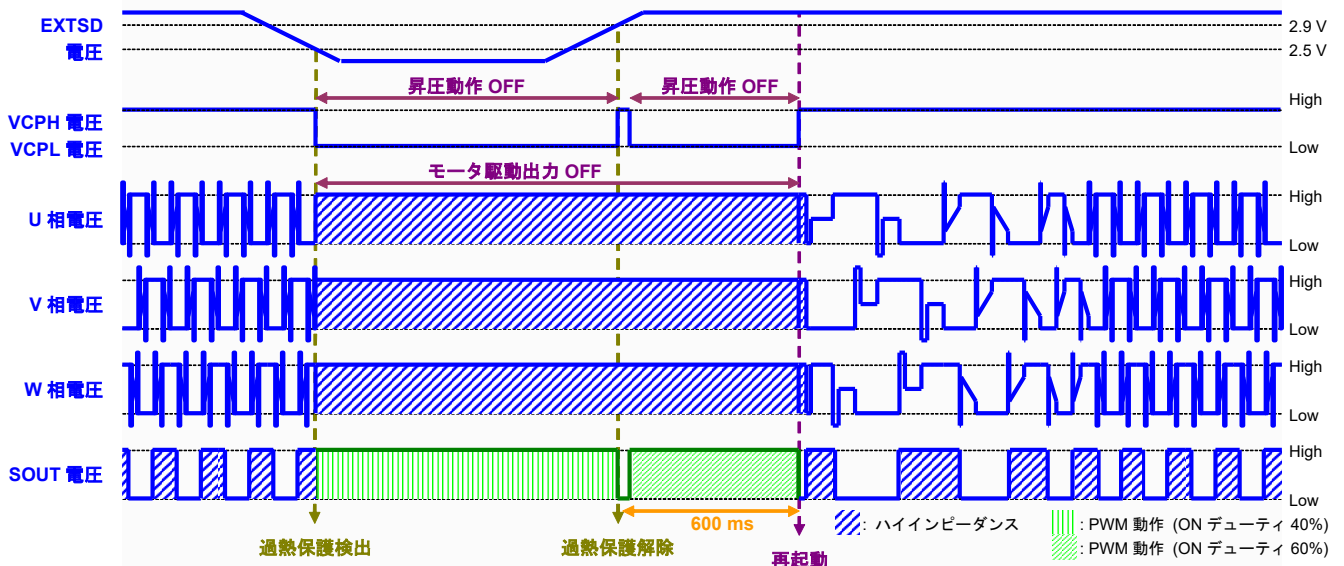 EXTSD
電圧
2.9 V
2.5 V
昇圧動作 OFF
昇圧動作 OFF
VCPH 電圧
VCPL 電圧
High
Low
モータ駆動出力 OFF
U 相電圧
High
Low
V 相電圧
High
Low
W 相電圧
High
Low
SOUT 電圧
High
Low
600 ms
: ハイインピーダンス
: PWM 動作 (ON デューティ 40%)
: PWM 動作 (ON デューティ 60%)
過熱保護検出
過熱保護解除
再起動